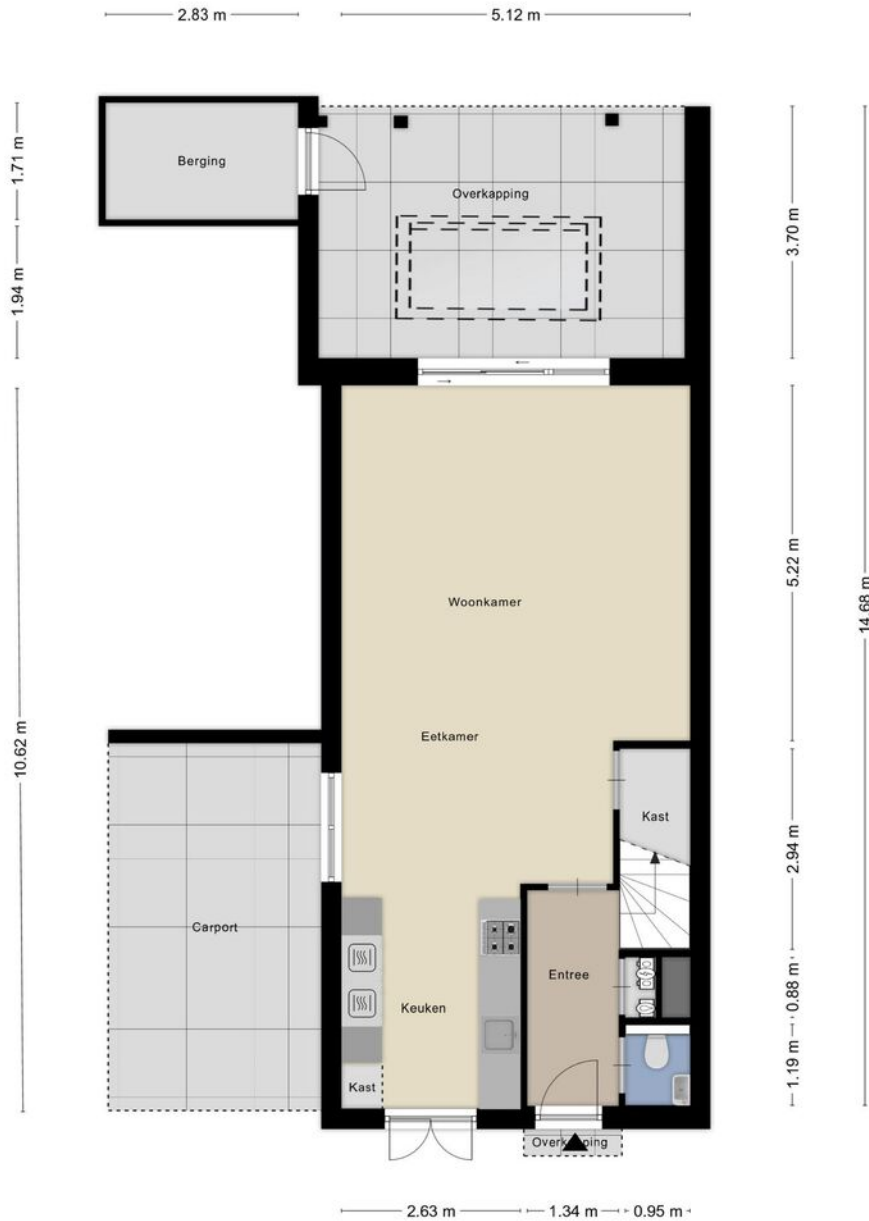 2.83 m
5.12 m
1.71 m
1.94 m
10.62 m
Berging
Overkapping
3.70 m
5.22 m
14.68 m
Woonkamer
Eetkamer
Kast
2.94 m
Carport
Entree
Keuken
0.88 m
1.19 m
Kast
Overkapping
2.63 m
1.34 m
0.95 m